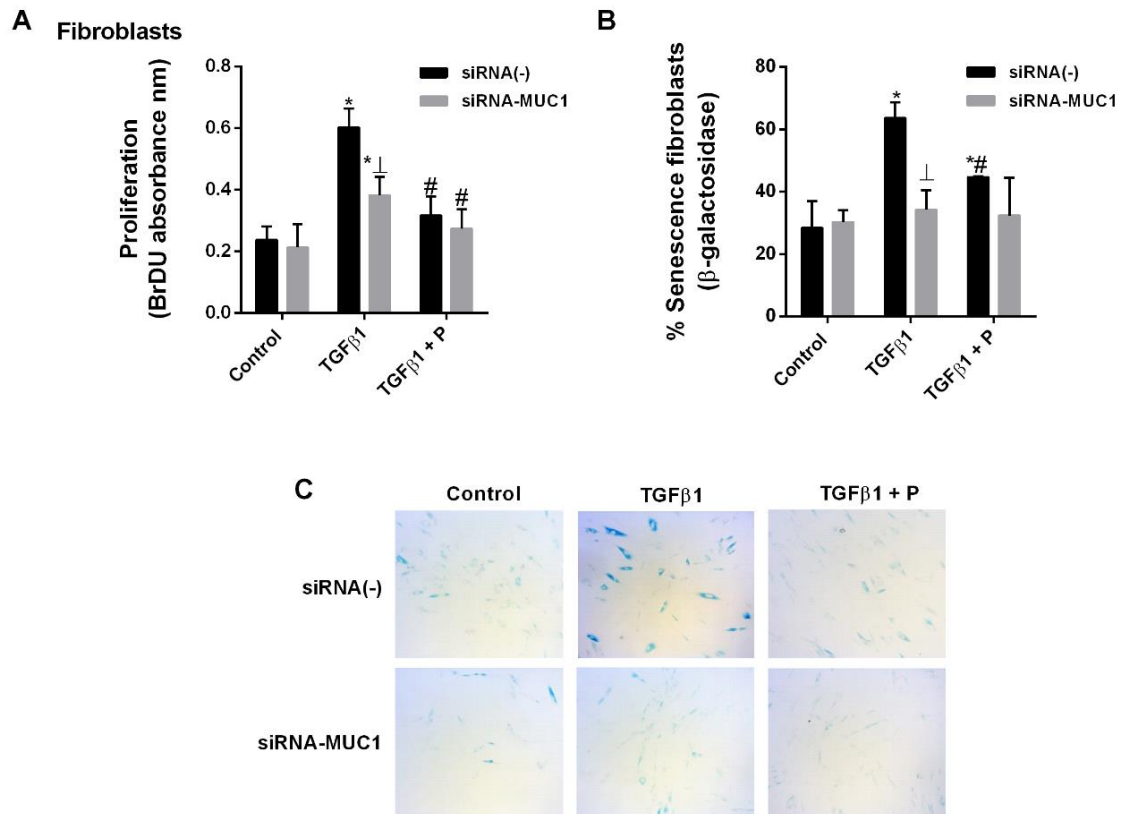 A
Fibroblasts
Proliferation
(BrDU absorbance nm)
0.8
0.6
0.4
0.2
0.0
siRNA(-)
siRNA-MUC1
*
*⊥
#
#
Control
TGFβ1
TGFβ1 + P
B
% Senescence fibroblasts
(β-galactosidase)
80
60
40
20
0
siRNA(-)
siRNA-MUC1
*
⊥
*#
Control
TGFβ1
TGFβ1 + P
C
Control
TGFβ1
TGFβ1 + P
siRNA(-)
siRNA-MUC1